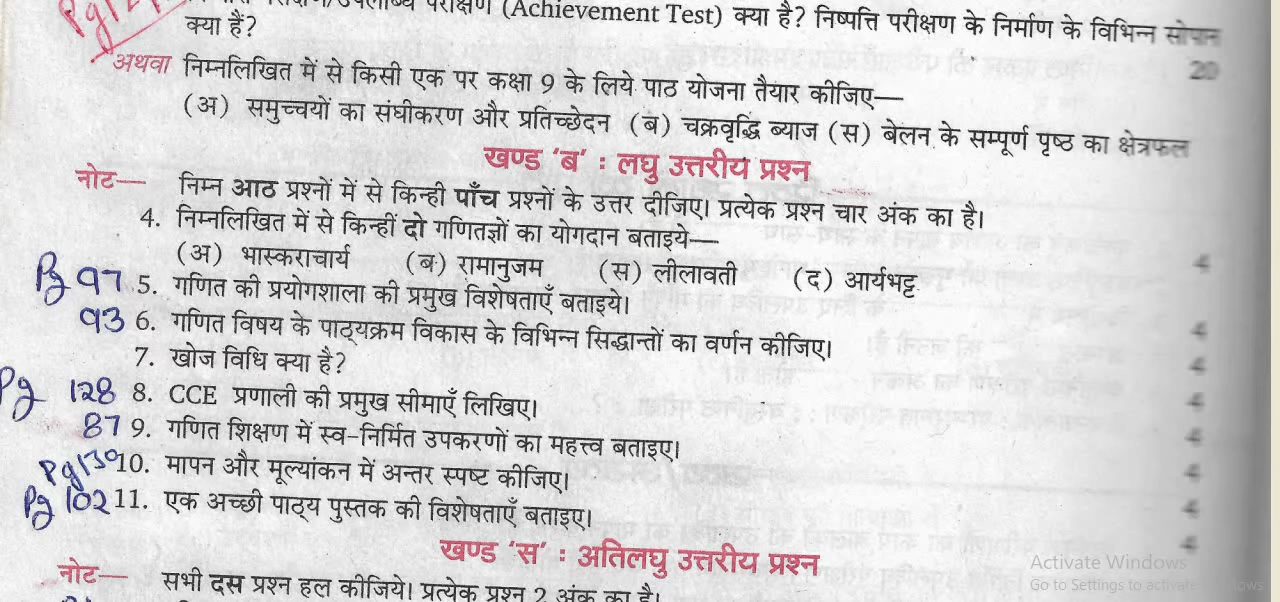 (Achievement Test) क्या है? निष्पत्ति परीक्षण के निर्माण के विभिन्न सोपान
क्या हैं?
20
अथवा निम्नलिखित में से किसी एक पर कक्षा 9 के लिये पाठ योजना तैयार कीजिए—
(अ) समुच्चयों का संघीकरण और प्रतिच्छेदन (ब) चक्रवृद्धि ब्याज (स) बेलन के सम्पूर्ण पृष्ठ का क्षेत्रफल
खण्ड 'ब' : लघु उत्तरीय प्रश्न
नोट— निम्न आठ प्रश्नों में से किन्ही पाँच प्रश्नों के उत्तर दीजिए। प्रत्येक प्रश्न चार अंक का है।
4. निम्नलिखित में से किन्हीं दो गणितज्ञों का योगदान बताइये—
(अ) भास्कराचार्य (ब) रामानुजम (स) लीलावती (द) आर्यभट्ट 4
Pg 97 5. गणित की प्रयोगशाला की प्रमुख विशेषताएँ बताइये। 4
93 6. गणित विषय के पाठ्यक्रम विकास के विभिन्न सिद्धान्तों का वर्णन कीजिए। 4
7. खोज विधि क्या है? 4
Pg 128 8. CCE प्रणाली की प्रमुख सीमाएँ लिखिए। 4
87 9. गणित शिक्षण में स्व-निर्मित उपकरणों का महत्त्व बताइए। 4
Pg 130 10. मापन और मूल्यांकन में अन्तर स्पष्ट कीजिए। 4
Pg 102 11. एक अच्छी पाठ्य पुस्तक की विशेषताएँ बताइए। 4
खण्ड 'स' : अतिलघु उत्तरीय प्रश्न
नोट— सभी दस प्रश्न हल कीजिये। प्रत्येक प्रश्न 2 अंक का है।
Activate Windows
Go to Settings to activate Windows